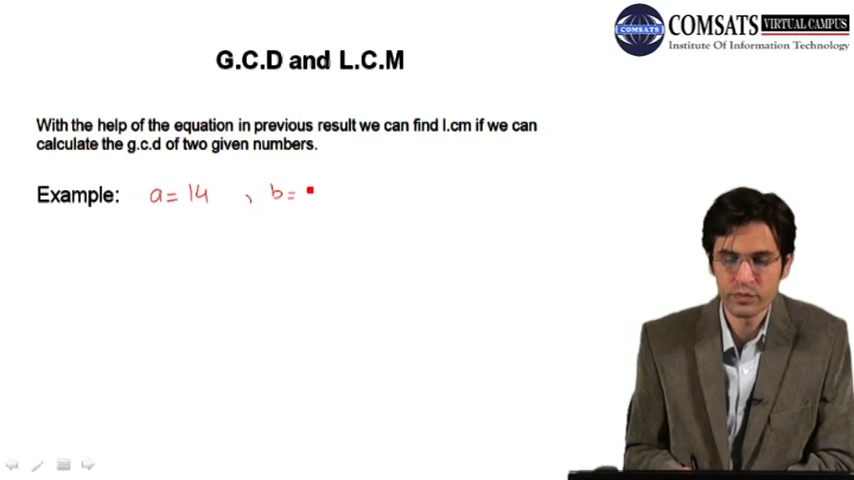 COMSATS VIRTUAL CAMPUS
COMSATS
Institute Of Information Technology
G.C.D and L.C.M
With the help of the equation in previous result we can find l.cm if we can
calculate the g.c.d of two given numbers.
Example: a = 14 , b =